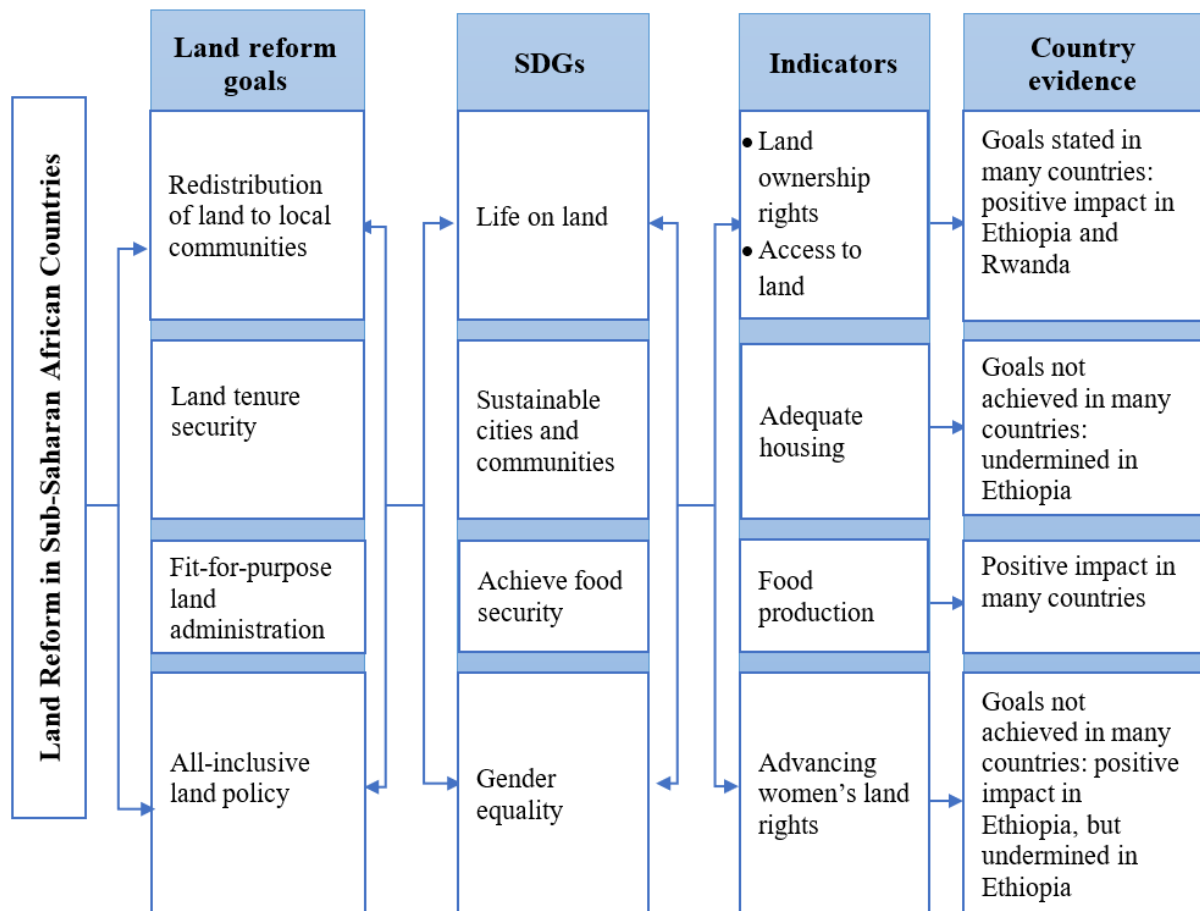 Land Reform in Sub-Saharan African Countries
Land reform
goals
Redistribution
of land to local
communities
Land tenure
security
Fit-for-purpose
land
administration
All-inclusive
land policy
SDGs
Life on land
Sustainable
cities and
communities
Achieve food
security
Gender
equality
Indicators
• Land
ownership
rights
• Access to
land
Adequate
housing
Food
production
Advancing
women’s land
rights
Country
evidence
Goals stated in
many countries:
positive impact in
Ethiopia and
Rwanda
Goals not
achieved in many
countries:
undermined in
Ethiopia
Positive impact in
many countries
Goals not
achieved in many
countries: positive
impact in
Ethiopia, but
undermined in
Ethiopia